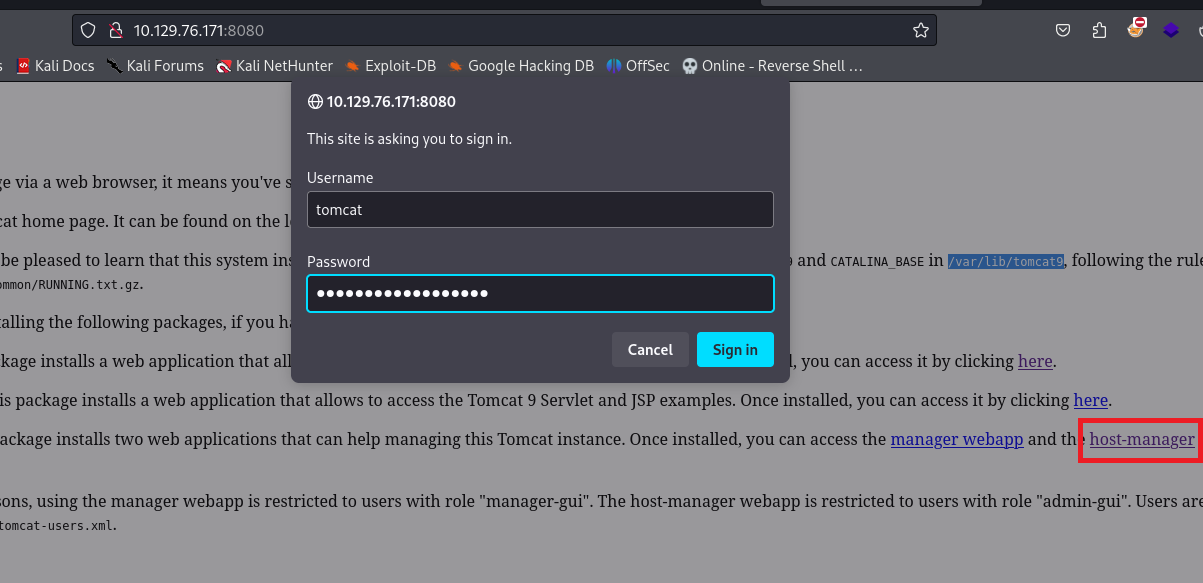 10.129.76.171:8080
Kali Docs Kali Forums Kali NetHunter Exploit-DB Google Hacking DB OffSec Online - Reverse Shell …
10.129.76.171:8080
This site is asking you to sign in.
Username
tomcat
Password
●●●●●●●●●●●●●●●●●●
Cancel Sign in
via a web browser, it means you've s
cat home page. It can be found on the l
be pleased to learn that this system ins 9 and CATALINA_BASE in /var/lib/tomcat9, following the rule
ommon/RUNNING.txt.gz.
talling the following packages, if you ha
ckage installs a web application that all , you can access it by clicking here.
is package installs a web application that allows to access the Tomcat 9 Servlet and JSP examples. Once installed, you can access it by clicking here.
ackage installs two web applications that can help managing this Tomcat instance. Once installed, you can access the manager webapp and the host-manager
sons, using the manager webapp is restricted to users with role "manager-gui". The host-manager webapp is restricted to users with role "admin-gui". Users are
tomcat-users.xml.